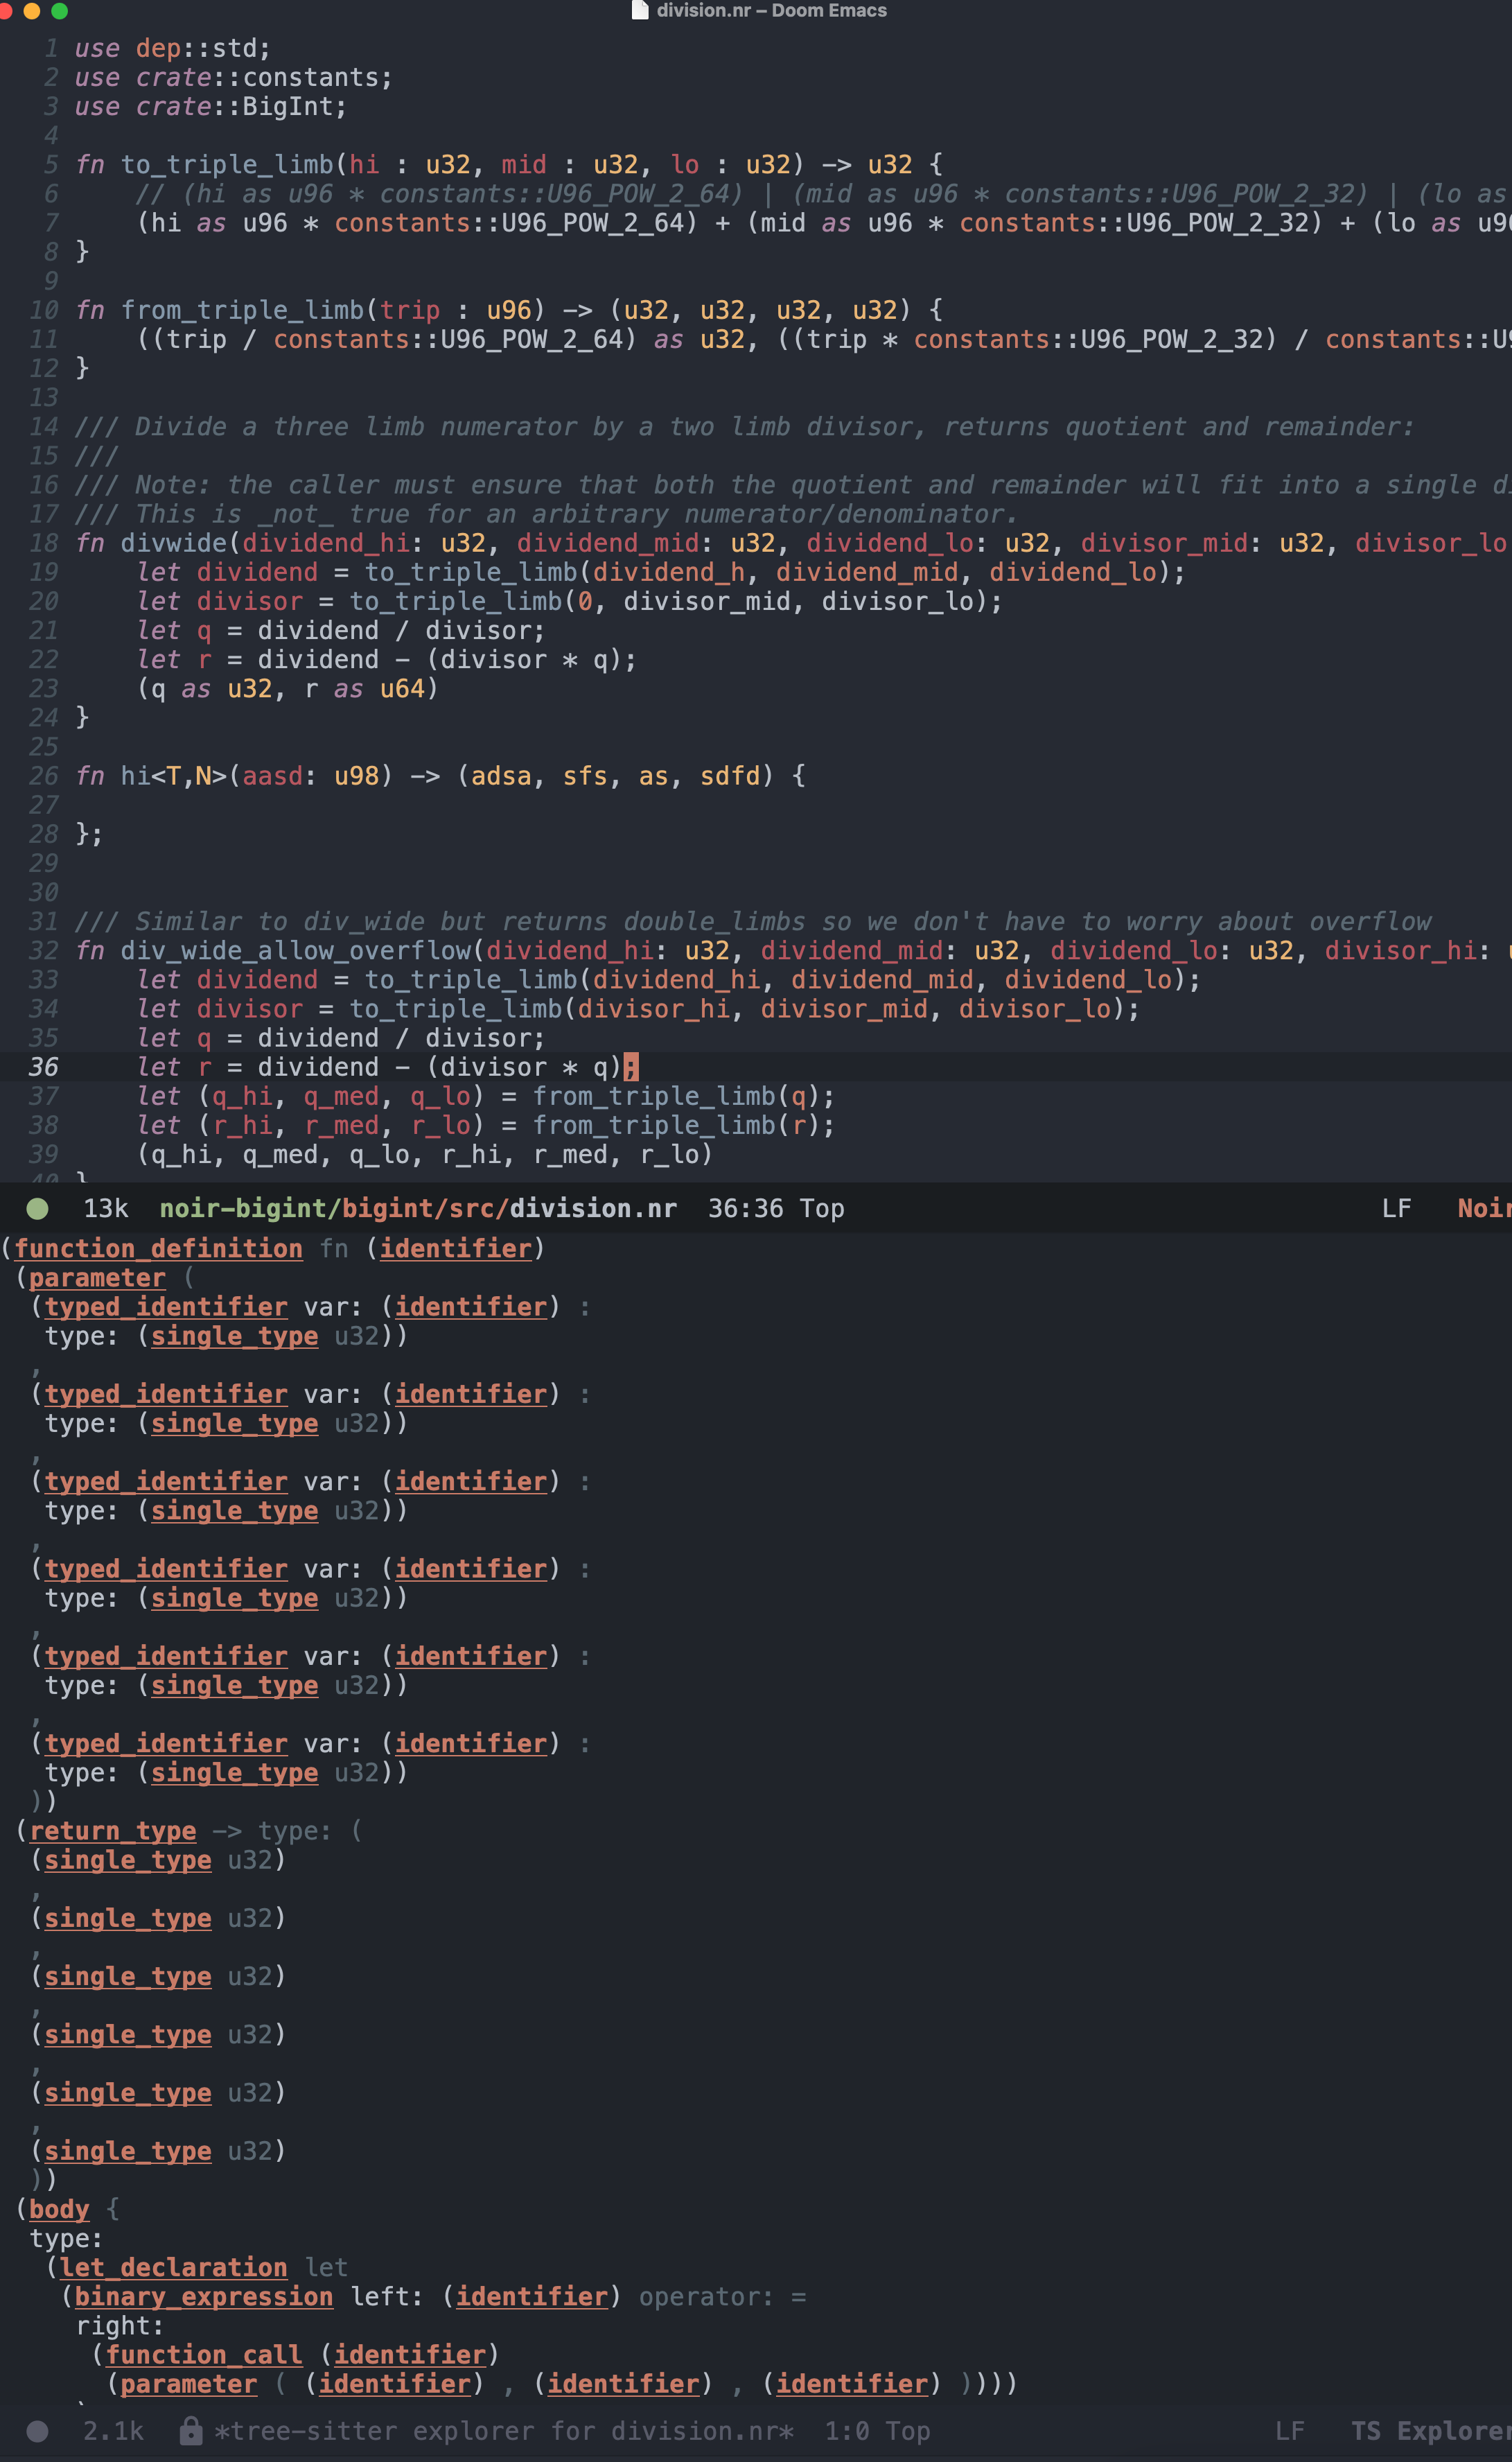 division.nr – Doom Emacs
1 use dep::std;
2 use crate::constants;
3 use crate::BigInt;
4
5 fn to_triple_limb(hi : u32, mid : u32, lo : u32) -> u32 {
6 // (hi as u96 * constants::U96_POW_2_64) | (mid as u96 * constants::U96_POW_2_32) | (lo as
7 (hi as u96 * constants::U96_POW_2_64) + (mid as u96 * constants::U96_POW_2_32) + (lo as u9
8 }
9
10 fn from_triple_limb(trip : u96) -> (u32, u32, u32, u32) {
11 ((trip / constants::U96_POW_2_64) as u32, ((trip * constants::U96_POW_2_32) / constants::U
12 }
13
14 /// Divide a three limb numerator by a two limb divisor, returns quotient and remainder:
15 ///
16 /// Note: the caller must ensure that both the quotient and remainder will fit into a single d
17 /// This is _not_ true for an arbitrary numerator/denominator.
18 fn divwide(dividend_hi: u32, dividend_mid: u32, dividend_lo: u32, divisor_mid: u32, divisor_lo
19 let dividend = to_triple_limb(dividend_h, dividend_mid, dividend_lo);
20 let divisor = to_triple_limb(0, divisor_mid, divisor_lo);
21 let q = dividend / divisor;
22 let r = dividend - (divisor * q);
23 (q as u32, r as u64)
24 }
25
26 fn hi<T,N>(aasd: u98) -> (adsa, sfs, as, sdfd) {
27
28 };
29
30
31 /// Similar to div_wide but returns double_limbs so we don't have to worry about overflow
32 fn div_wide_allow_overflow(dividend_hi: u32, dividend_mid: u32, dividend_lo: u32, divisor_hi:
33 let dividend = to_triple_limb(dividend_hi, dividend_mid, dividend_lo);
34 let divisor = to_triple_limb(divisor_hi, divisor_mid, divisor_lo);
35 let q = dividend / divisor;
36 let r = dividend - (divisor * q);
37 let (q_hi, q_med, q_lo) = from_triple_limb(q);
38 let (r_hi, r_med, r_lo) = from_triple_limb(r);
39 (q_hi, q_med, q_lo, r_hi, r_med, r_lo)
40 }
13k noir-bigint/bigint/src/division.nr 36:36 Top LF Noir
(function_definition fn (identifier)
(parameter (
(typed_identifier var: (identifier) :
type: (single_type u32))
,
(typed_identifier var: (identifier) :
type: (single_type u32))
,
(typed_identifier var: (identifier) :
type: (single_type u32))
,
(typed_identifier var: (identifier) :
type: (single_type u32))
,
(typed_identifier var: (identifier) :
type: (single_type u32))
,
(typed_identifier var: (identifier) :
type: (single_type u32))
))
(return_type -> type: (
(single_type u32)
,
(single_type u32)
,
(single_type u32)
,
(single_type u32)
,
(single_type u32)
,
(single_type u32)
))
(body {
type:
(let_declaration let
(binary_expression left: (identifier) operator: =
right:
(function_call (identifier)
(parameter ( (identifier) , (identifier) , (identifier) ))))
2.1k *tree-sitter explorer for division.nr* 1:0 Top LF TS Explorer